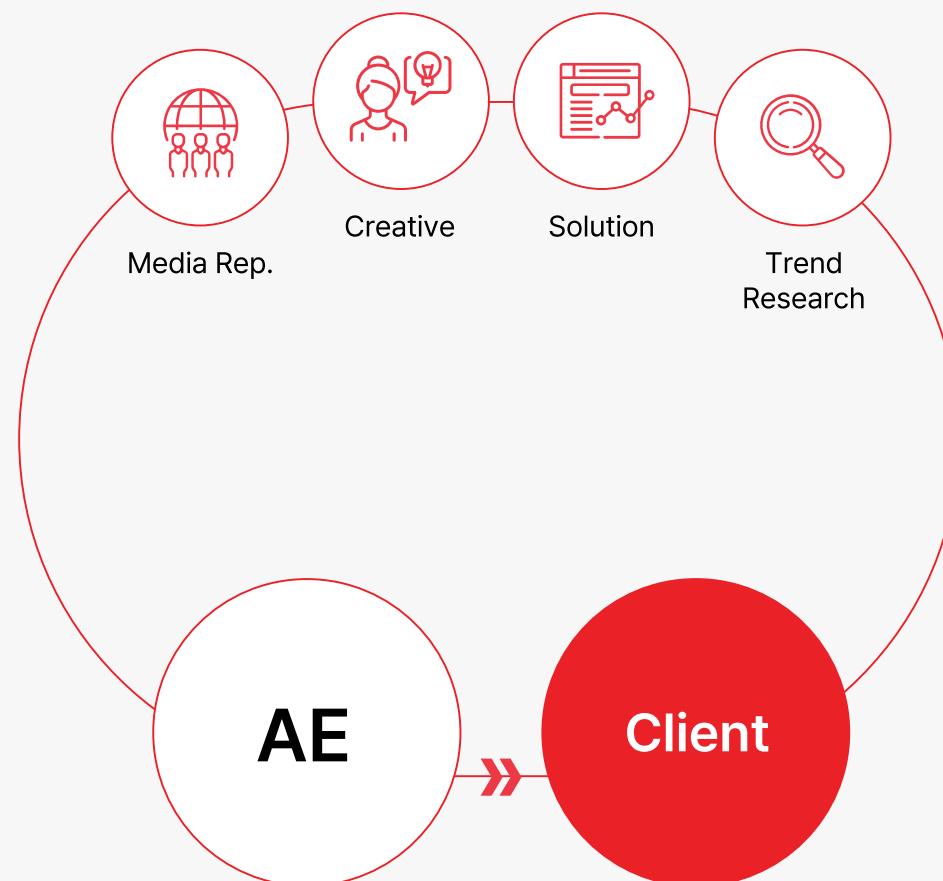 Creative
Solution
Media Rep.
Trend
Research
AE
Client